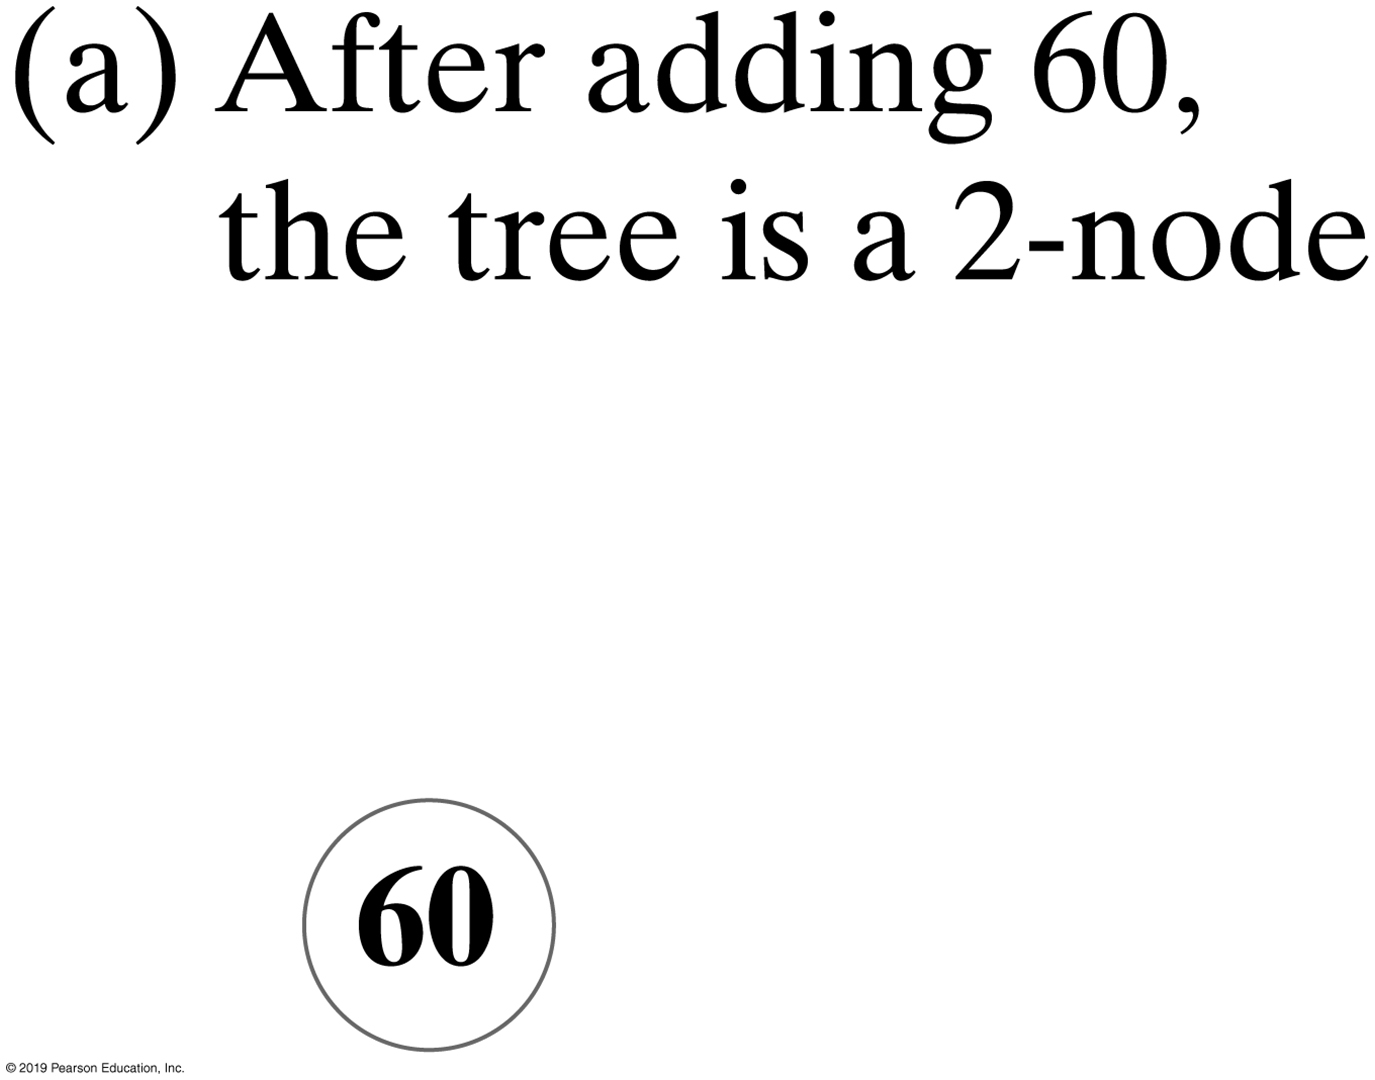 (a) After adding 60,
the tree is a 2-node
60
© 2019 Pearson Education, Inc.